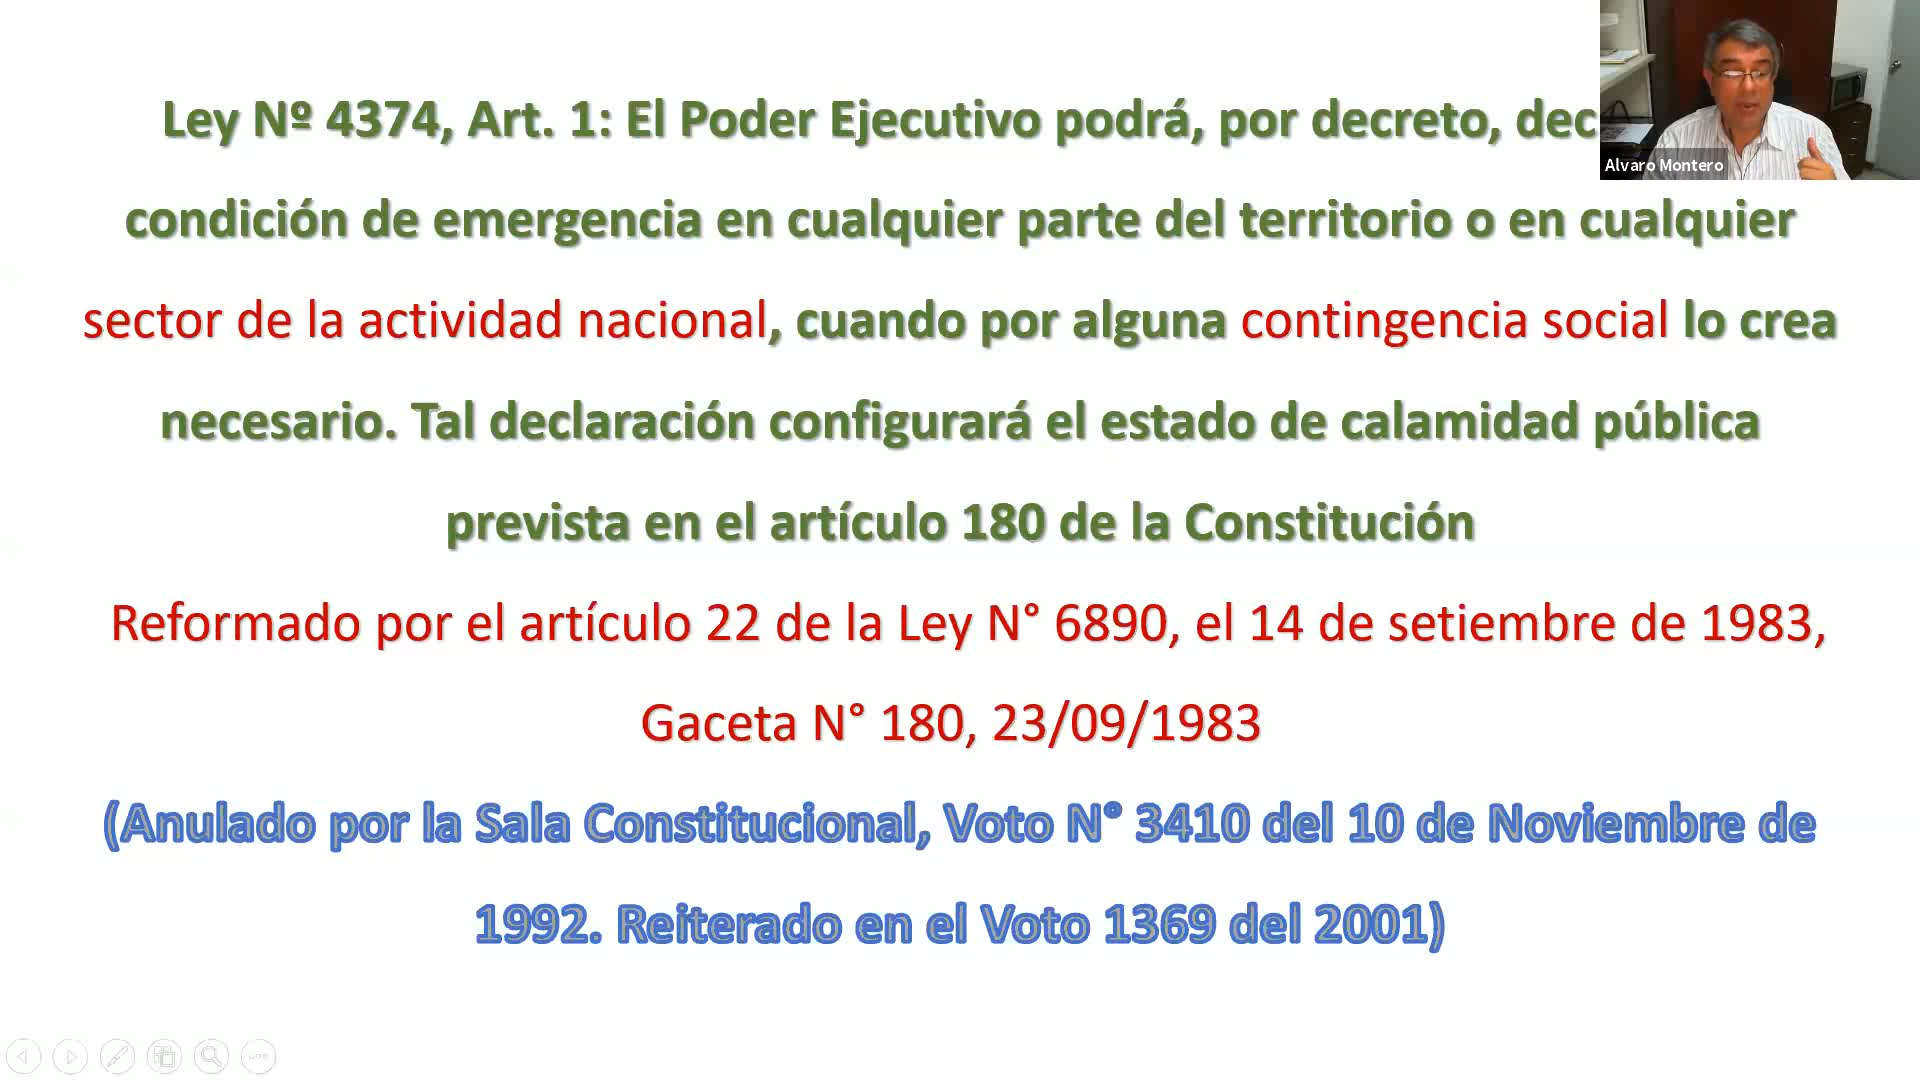 Ley Nº 4374, Art. 1: El Poder Ejecutivo podrá, por decreto,
condición de emergencia en cualquier parte del territorio o en cualquier
sector de la actividad nacional, cuando por alguna contingencia social lo crea
necesario. Tal declaración configurará el estado de calamidad pública
prevista en el artículo 180 de la Constitución
Reformado por el artículo 22 de la Ley N° 6890, el 14 de setiembre de 1983,
Gaceta N° 180, 23/09/1983
(Anulado por la Sala Constitucional, Voto N° 3410 del 10 de Noviembre de
1992. Reiterado en el Voto 1369 del 2001)
Alvaro Montero